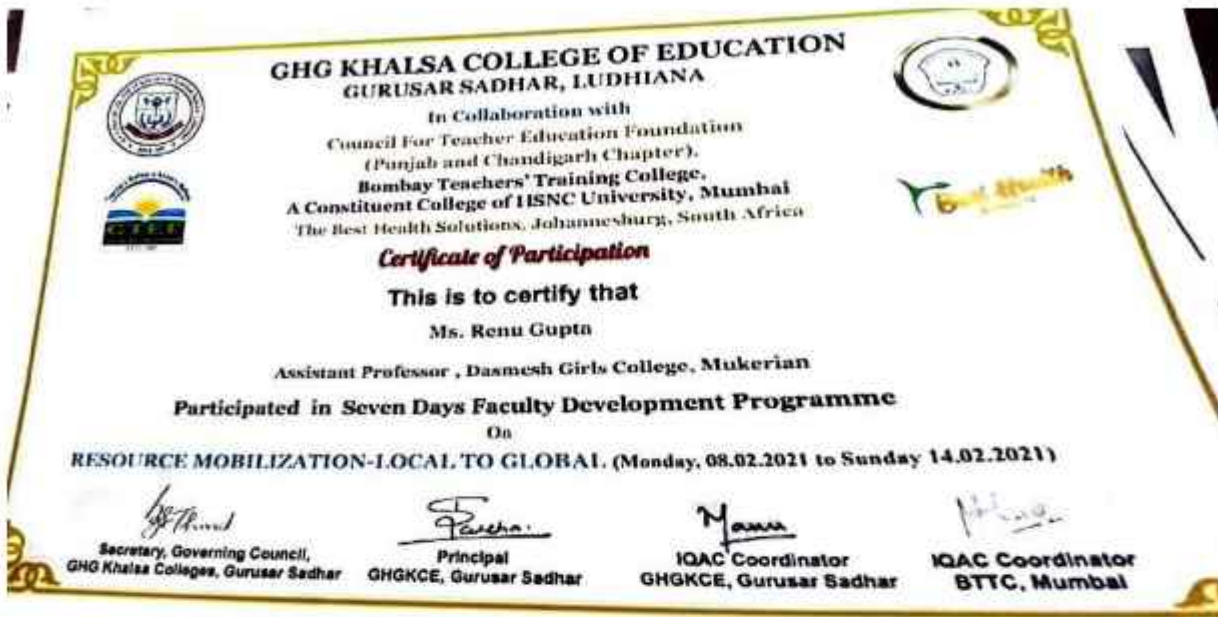 GHG KHALSA COLLEGE OF EDUCATION
GURUSAR SADHAR, LUDHIANA
In Collaboration with
Council For Teacher Education Foundation
(Punjab and Chandigarh Chapter),
Bombay Teachers' Training College,
A Constituent College of HSNC University, Mumbai
The Best Health Solutions, Johannesburg, South Africa
Best Health
Certificate of Participation
This is to certify that
Ms. Renu Gupta
Assistant Professor , Dasmesh Girls College, Mukerian
Participated in Seven Days Faculty Development Programme
On
RESOURCE MOBILIZATION-LOCAL TO GLOBAL (Monday, 08.02.2021 to Sunday 14.02.2021)
Secretary, Governing Council,
GHG Khalsa Colleges, Gurusar Sadhar
Principal
GHGKCE, Gurusar Sadhar
IQAC Coordinator
GHGKCE, Gurusar Sadhar
IQAC Coordinator
BTTC, Mumbai